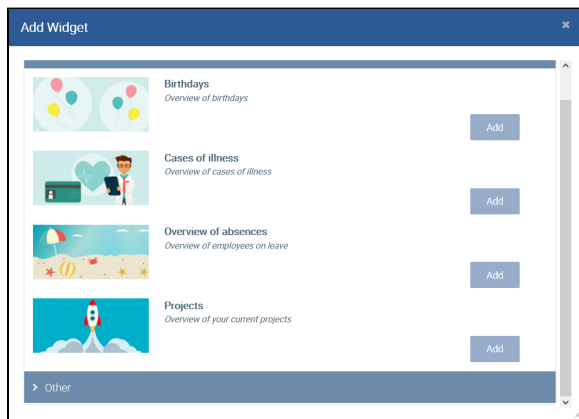 Add Widget
Birthdays
Overview of birthdays
Add
Cases of illness
Overview of cases of illness
Add
Overview of absences
Overview of employees on leave
Add
Projects
Overview of your current projects
Add
Other